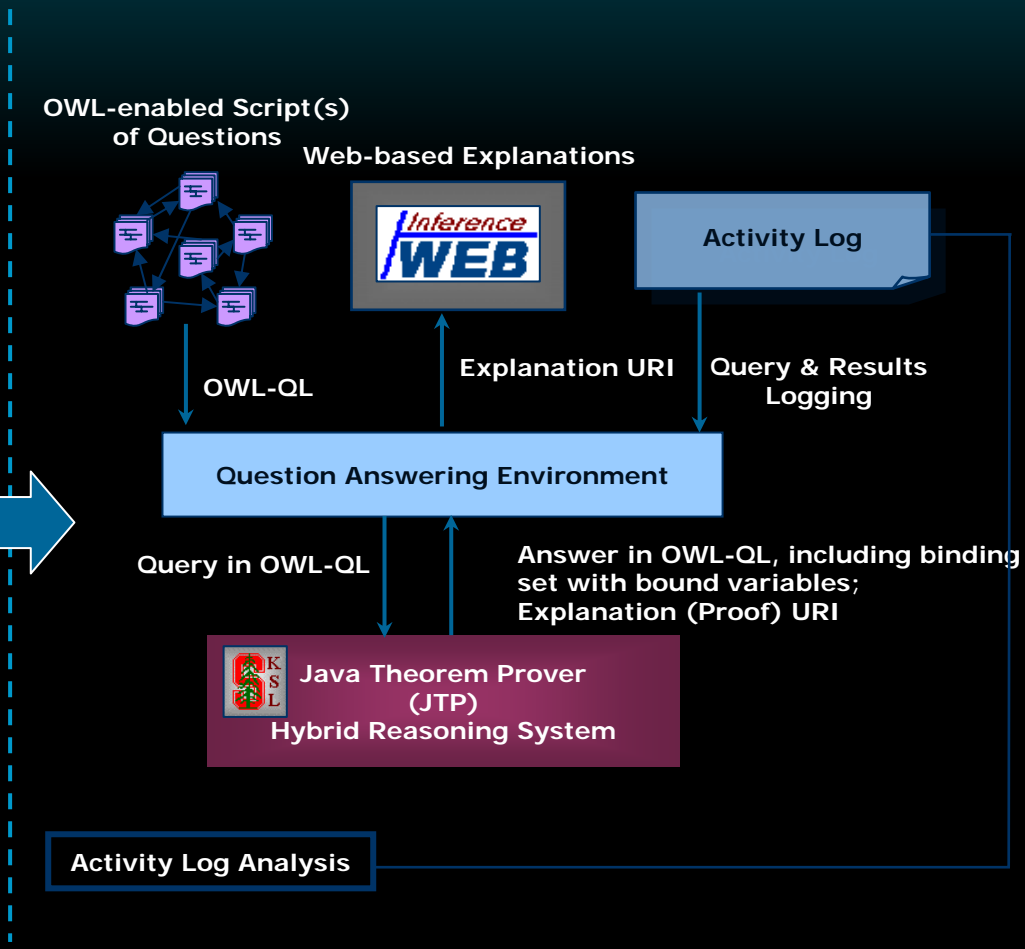 OWL-enabled Script(s)
of Questions
Web-based Explanations
Inference
WEB
Activity Log
OWL-QL
Explanation URI
Query & Results
Logging
Question Answering Environment
Query in OWL-QL
Answer in OWL-QL, including binding
set with bound variables;
Explanation (Proof) URI
S
K
S
L
Java Theorem Prover
(JTP)
Hybrid Reasoning System
Activity Log Analysis